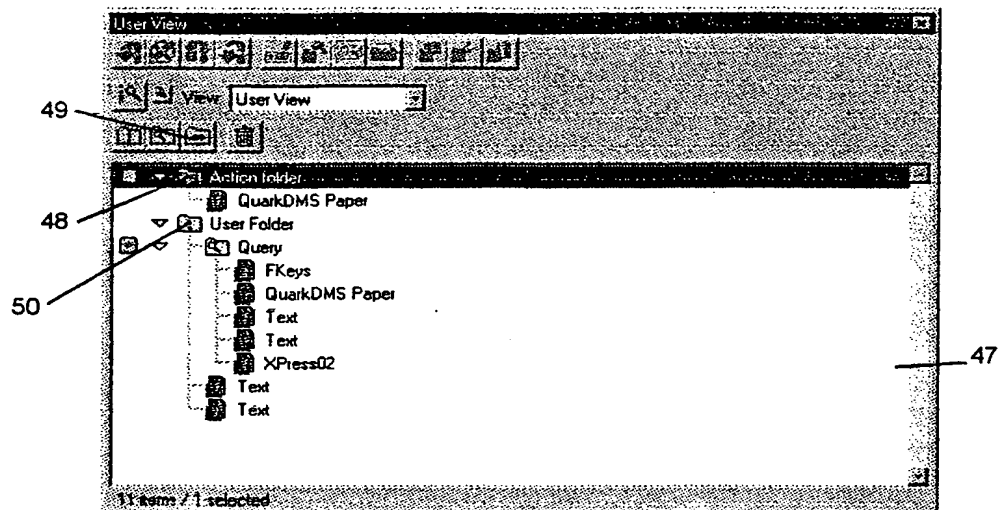 User View
View: User View
49
Action folder
48
QuarkDMS Paper
User Folder
Query
FKeys
50
QuarkDMS Paper
Text
Text
XPress02
47
Text
Text
11 items / 1 selected